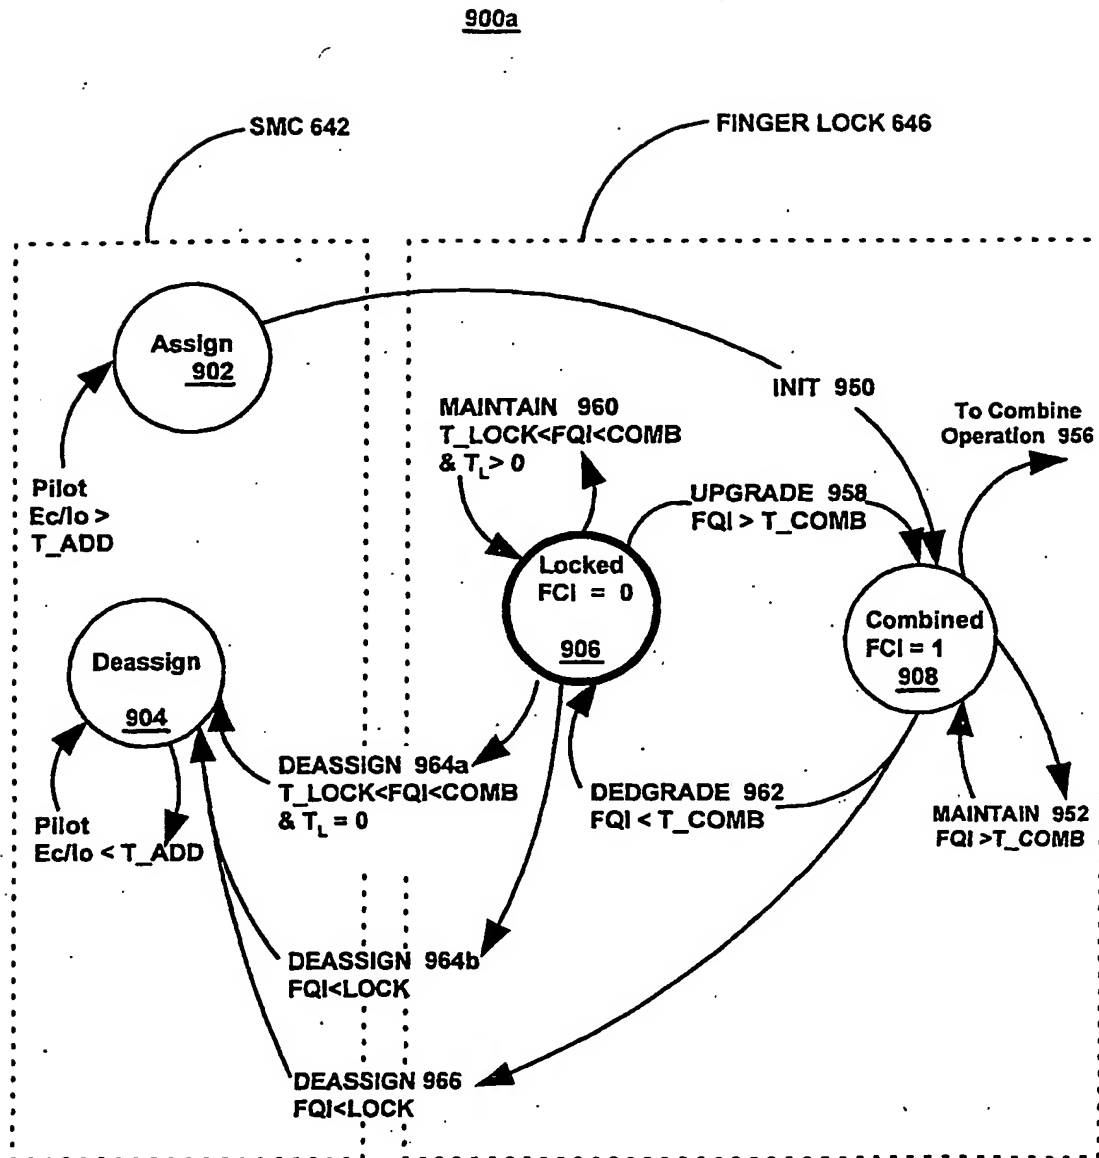 900a
SMC 642
FINGER LOCK 646
Assign
902
INIT 950
MAINTAIN 960
T_LOCK<FQI<COMB
& TL> 0
To Combine
Operation 956
Pilot
Ec/Io >
T_ADD
UPGRADE 958
FQI > T_COMB
Locked
FCI = 0
906
Combined
FCI = 1
908
Deassign
904
DEASSIGN 964a
T_LOCK<FQI<COMB
& TL = 0
DEDGRADE 962
FQI < T_COMB
MAINTAIN 952
FQI >T_COMB
Pilot
Ec/Io < T_ADD
DEASSIGN 964b
FQI<LOCK
DEASSIGN 966
FQI<LOCK